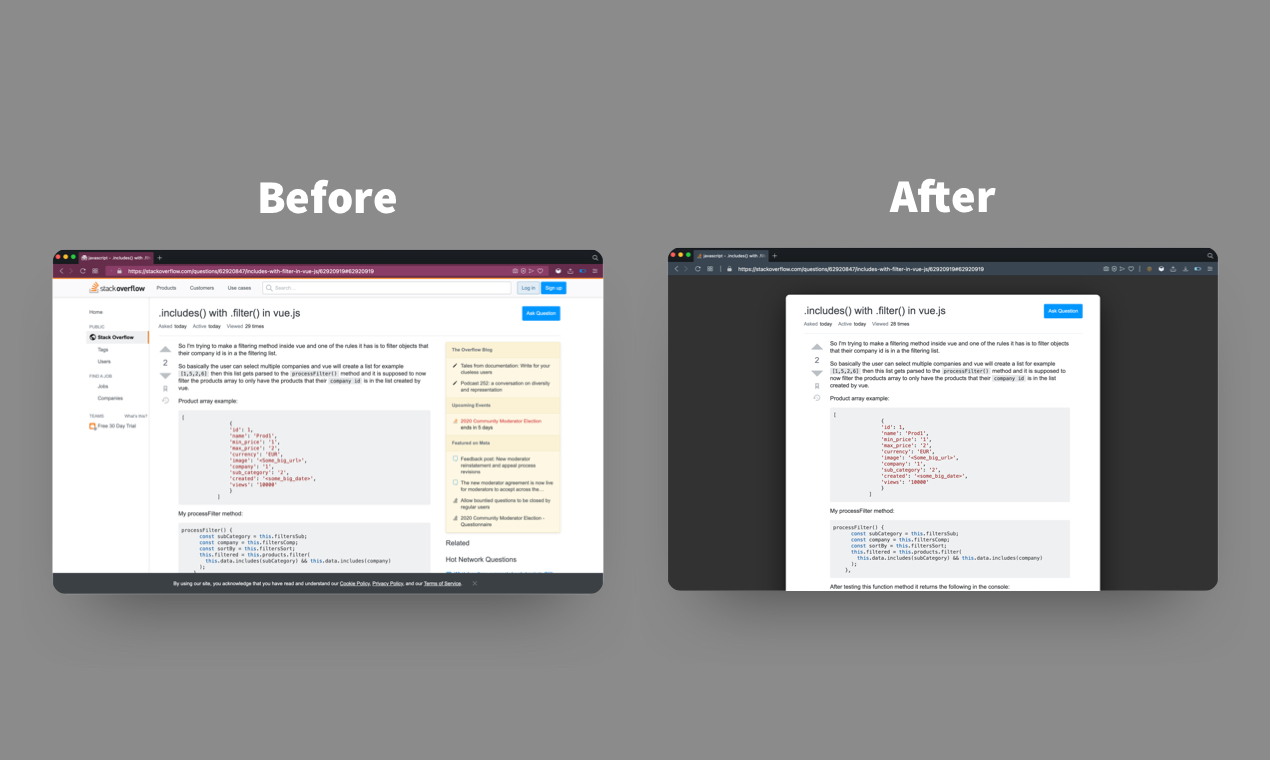 Before
javascript - .includes() with .fil
https://stackoverflow.com/questions/62920847/includes-with-filter-in-vue-js/62920919#62920919
stackoverflow
Products Customers Use cases
Search...
Log in Sign up
Home
PUBLIC
Stack Overflow
Tags
Users
FIND A JOB
Jobs
Companies
TEAMS What's this?
Free 30 Day Trial
.includes() with .filter() in vue.js
Ask Question
Asked today Active today Viewed 29 times
2
So I'm trying to make a filtering method inside vue and one of the rules it has is to filter objects that
their company id is in a the filtering list.
So basically the user can select multiple companies and vue will create a list for example
[1,5,2,6] then this list gets parsed to the processFilter() method and it is supposed to now
filter the products array to only have the products that their company id is in the list created by
vue.
Product array example:
[
{
'id': 1,
'name': 'Prod1',
'min_price': '1',
'max_price': '2',
'currency': 'EUR',
'image': '<Some_big_url>',
'company': '1',
'sub_category': '2',
'created': '<some_big_date>',
'views': '10000'
}
]
My processFilter method:
processFilter() {
const subCategory = this.filtersSub;
const company = this.filtersComp;
const sortBy = this.filtersSort;
this.filtered = this.products.filter(
this.data.includes(subCategory) && this.data.includes(company)
);
The Overflow Blog
Tales from documentation: Write for your
clueless users
Podcast 252: a conversation on diversity
and representation
Upcoming Events
2020 Community Moderator Election
ends in 5 days
Featured on Meta
Feedback post: New moderator
reinstatement and appeal process
revisions
The new moderator agreement is now live
for moderators to accept across the…
Allow bountied questions to be closed by
regular users
2020 Community Moderator Election -
Questionnaire
Related
Hot Network Questions
By using our site, you acknowledge that you have read and understand our Cookie Policy, Privacy Policy, and our Terms of Service.
After
javascript - .includes() with .fil
https://stackoverflow.com/questions/62920847/includes-with-filter-in-vue-js/62920919#62920919
.includes() with .filter() in vue.js
Ask Question
Asked today Active today Viewed 28 times
2
So I'm trying to make a filtering method inside vue and one of the rules it has is to filter objects
that their company id is in a the filtering list.
So basically the user can select multiple companies and vue will create a list for example
[1,5,2,6] then this list gets parsed to the processFilter() method and it is supposed to
now filter the products array to only have the products that their company id is in the list
created by vue.
Product array example:
[
{
'id': 1,
'name': 'Prod1',
'min_price': '1',
'max_price': '2',
'currency': 'EUR',
'image': '<Some_big_url>',
'company': '1',
'sub_category': '2',
'created': '<some_big_date>',
'views': '10000'
}
]
My processFilter method:
processFilter() {
const subCategory = this.filtersSub;
const company = this.filtersComp;
const sortBy = this.filtersSort;
this.filtered = this.products.filter(
this.data.includes(subCategory) && this.data.includes(company)
);
},
After testing this function method it returns the following in the console: